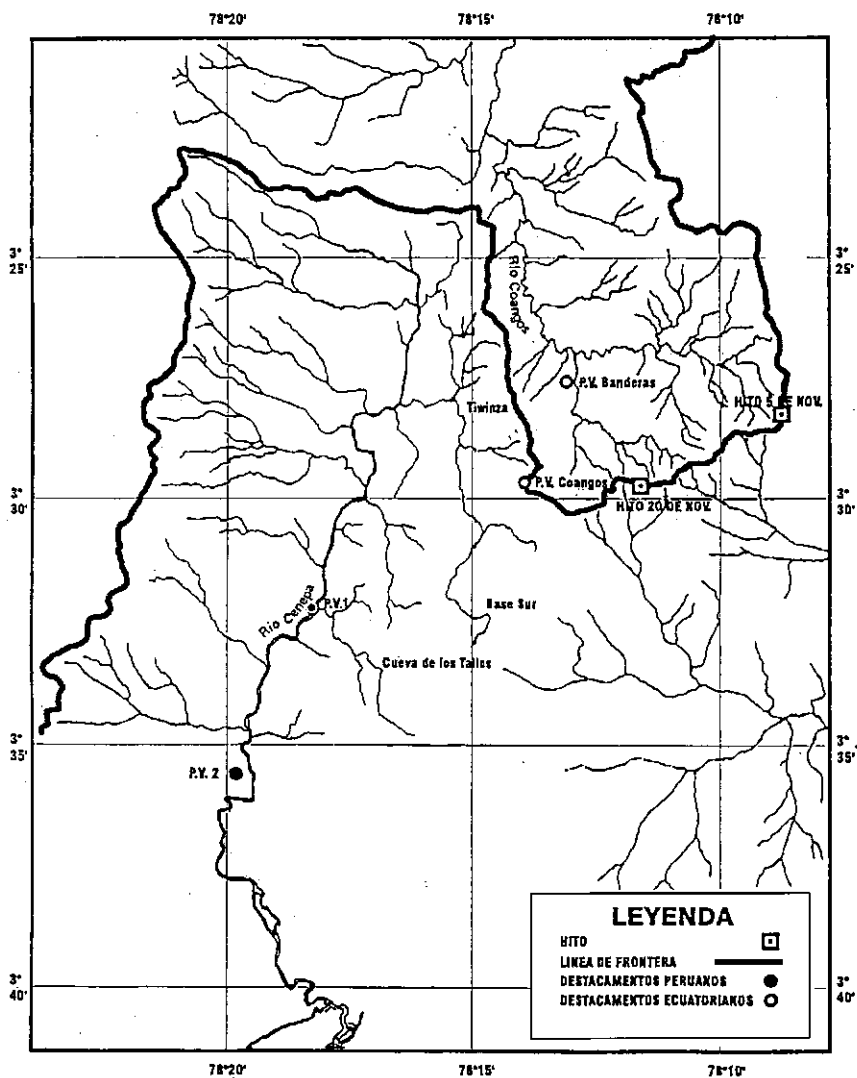 78°20' 78°15' 78°10'
3° 25' 3° 25'
Río Coangos
P.V. Banderas
HITO 5 DE NOV.
Tiwinza
P.V. Coangos
3° 30' 3° 30'
HITO 20 DE NOV.
Río Cenepa
P.V.1
Base Sur
Cueva de los Tallos
3° 35' 3° 35'
P.V. 2
LEYENDA
HITO
LINEA DE FRONTERA
DESTACAMENTOS PERUANOS
DESTACAMENTOS ECUATORIANOS
3° 40' 3° 40'
78°20' 78°15' 78°10'